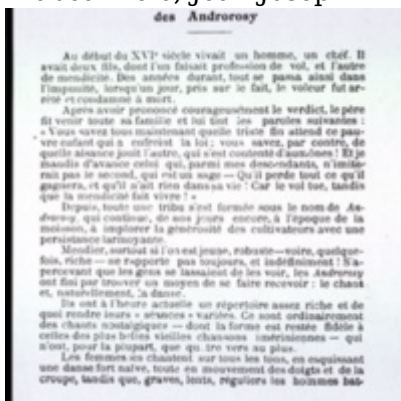 des Androrosy
Au début du XVIᵉ siècle vivait un homme, un chef. Il
avait deux fils, dont l'un faisait profession de vol, et l'autre
de mendicité. Des années durant, tout se passa ainsi dans
l'impunité, lorsqu'un jour, pris sur le fait, le voleur fut ar-
rêté et condamné à mort.
Après avoir prononcé courageusement le verdict, le père
fit venir toute sa famille et lui tint les paroles suivantes :
« Vous savez tous maintenant quelle triste fin attend ce pau-
vre enfant qui a enfreint la loi ; vous savez, par contre, de
quelle aisance jouit l'autre, qui s'est contenté d'aumônes ! Et je
maudis d'avance celui qui, parmi mes descendants, n'imite-
rait pas le second, qui est un sage — Qu'il perde tout ce qu'il
gagnera, et qu'il n'ait rien dans sa vie ! Car le vol tue, tandis
que la mendicité fait vivre ! »
Depuis, toute une tribu s'est formée sous le nom de An-
drorosy, qui continue, de nos jours encore, à l'époque de la
moisson, à implorer la générosité des cultivateurs avec une
persistance larmoyante.
Mendier, surtout si l'on est jeune, robuste — voire, quelque-
fois, riche — ne rapporte pas toujours, et indéfiniment ! S'a-
percevant que les gens se lassaient de les voir, les Androrosy
ont fini par trouver un moyen de se faire recevoir : le chant
et, naturellement, la danse.
Ils ont à l'heure actuelle un répertoire assez riche et de
quoi rendre leurs « séances » variées. Ce sont ordinairement
des chants nostalgiques — dont la forme est restée fidèle à
celles des plus belles vieilles chansons imériniennes — qui
n'ont, pour la plupart, que quatre vers au plus.
Les femmes les chantent sur tous les tons, en esquissant
une danse fort naïve, toute en mouvement des doigts et de la
croupe, tandis que, graves, lents, réguliers les hommes bat-